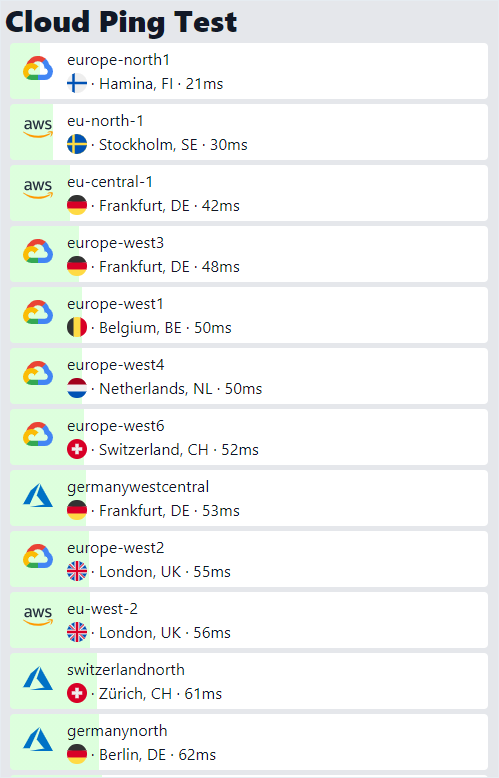 Cloud Ping Test
europe-north1
· Hamina, FI · 21ms
aws
eu-north-1
· Stockholm, SE · 30ms
aws
eu-central-1
· Frankfurt, DE · 42ms
europe-west3
· Frankfurt, DE · 48ms
europe-west1
· Belgium, BE · 50ms
europe-west4
· Netherlands, NL · 50ms
europe-west6
· Switzerland, CH · 52ms
germanywestcentral
· Frankfurt, DE · 53ms
europe-west2
· London, UK · 55ms
aws
eu-west-2
· London, UK · 56ms
switzerlandnorth
· Zürich, CH · 61ms
germanynorth
· Berlin, DE · 62ms